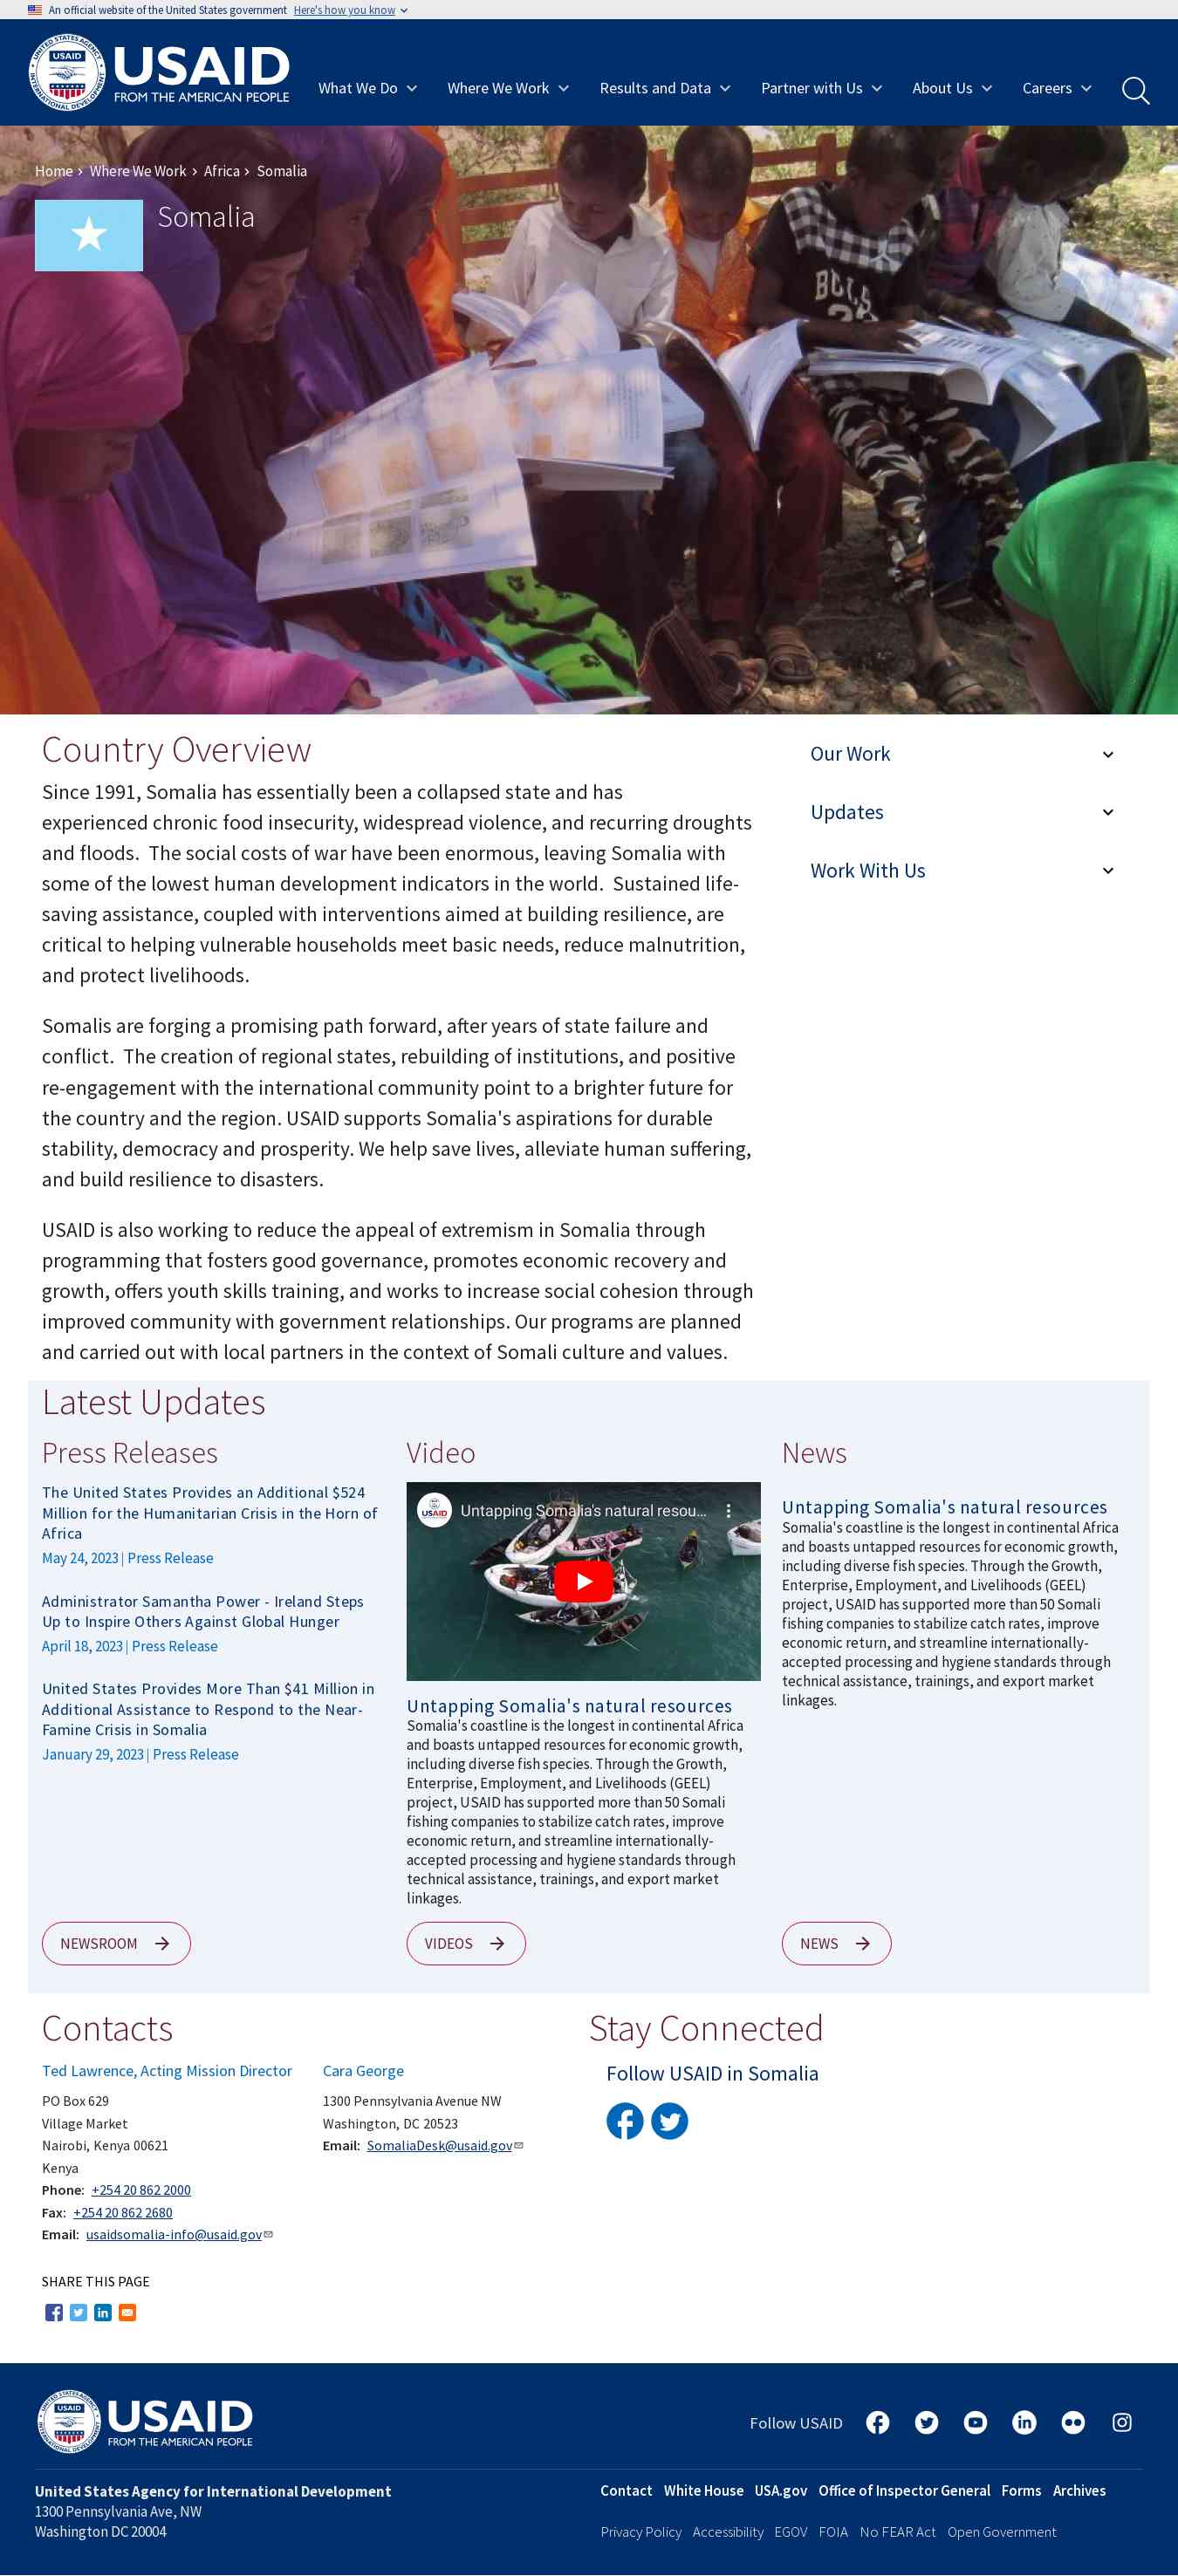 An official website of the United States government Here's how you know
USAID
USAID
FROM THE AMERICAN PEOPLE
What We Do
Where We Work
Results and Data
Partner with Us
About Us
Careers
Home
Where We Work
Africa
Somalia
Somalia
Country Overview
Since 1991, Somalia has essentially been a collapsed state and has
experienced chronic food insecurity, widespread violence, and recurring droughts
and floods. The social costs of war have been enormous, leaving Somalia with
some of the lowest human development indicators in the world. Sustained life-
saving assistance, coupled with interventions aimed at building resilience, are
critical to helping vulnerable households meet basic needs, reduce malnutrition,
and protect livelihoods.
Somalis are forging a promising path forward, after years of state failure and
conflict. The creation of regional states, rebuilding of institutions, and positive
re-engagement with the international community point to a brighter future for
the country and the region. USAID supports Somalia's aspirations for durable
stability, democracy and prosperity. We help save lives, alleviate human suffering,
and build resilience to disasters.
USAID is also working to reduce the appeal of extremism in Somalia through
programming that fosters good governance, promotes economic recovery and
growth, offers youth skills training, and works to increase social cohesion through
improved community with government relationships. Our programs are planned
and carried out with local partners in the context of Somali culture and values.
Our Work
Updates
Work With Us
Latest Updates
Press Releases
The United States Provides an Additional $524
Million for the Humanitarian Crisis in the Horn of
Africa
May 24, 2023 | Press Release
Administrator Samantha Power - Ireland Steps
Up to Inspire Others Against Global Hunger
April 18, 2023 | Press Release
United States Provides More Than $41 Million in
Additional Assistance to Respond to the Near-
Famine Crisis in Somalia
January 29, 2023 | Press Release
NEWSROOM
Video
USAID
Untapping Somalia's natural resou...
Untapping Somalia's natural resources
Somalia's coastline is the longest in continental Africa
and boasts untapped resources for economic growth,
including diverse fish species. Through the Growth,
Enterprise, Employment, and Livelihoods (GEEL)
project, USAID has supported more than 50 Somali
fishing companies to stabilize catch rates, improve
economic return, and streamline internationally-
accepted processing and hygiene standards through
technical assistance, trainings, and export market
linkages.
VIDEOS
News
Untapping Somalia's natural resources
Somalia's coastline is the longest in continental Africa
and boasts untapped resources for economic growth,
including diverse fish species. Through the Growth,
Enterprise, Employment, and Livelihoods (GEEL)
project, USAID has supported more than 50 Somali
fishing companies to stabilize catch rates, improve
economic return, and streamline internationally-
accepted processing and hygiene standards through
technical assistance, trainings, and export market
linkages.
NEWS
Contacts
Ted Lawrence, Acting Mission Director
PO Box 629
Village Market
Nairobi, Kenya 00621
Kenya
Phone: +254 20 862 2000
Fax: +254 20 862 2680
Email: usaidsomalia-info@usaid.gov
Cara George
1300 Pennsylvania Avenue NW
Washington, DC 20523
Email: SomaliaDesk@usaid.gov
Stay Connected
Follow USAID in Somalia
SHARE THIS PAGE
USAID
USAID
FROM THE AMERICAN PEOPLE
Follow USAID
United States Agency for International Development
1300 Pennsylvania Ave, NW
Washington DC 20004
Contact White House USA.gov Office of Inspector General Forms Archives
Privacy Policy Accessibility EGOV FOIA No FEAR Act Open Government